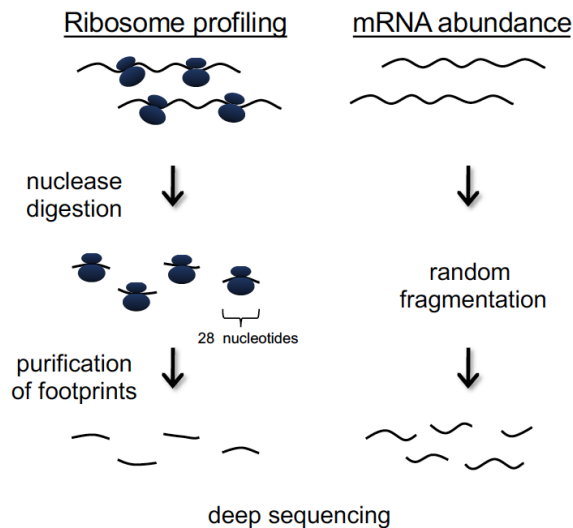 Ribosome profiling
mRNA abundance
nuclease
digestion
28 nucleotides
random
fragmentation
purification
of footprints
deep sequencing